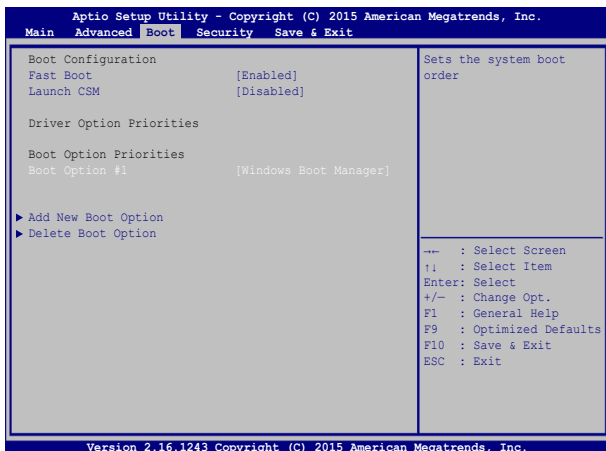 Aptio Setup Utility - Copyright (C) 2015 American Megatrends, Inc.
Main Advanced Boot Security Save & Exit
Boot Configuration
Fast Boot [Enabled]
Launch CSM [Disabled]
Driver Option Priorities
Boot Option Priorities
Boot Option #1 [Windows Boot Manager]
Add New Boot Option
Delete Boot Option
Sets the system boot
order
→← : Select Screen
↑↓ : Select Item
Enter: Select
+/— : Change Opt.
F1 : General Help
F9 : Optimized Defaults
F10 : Save & Exit
ESC : Exit
Version 2.16.1243 Copyright (C) 2015 American Megatrends, Inc.